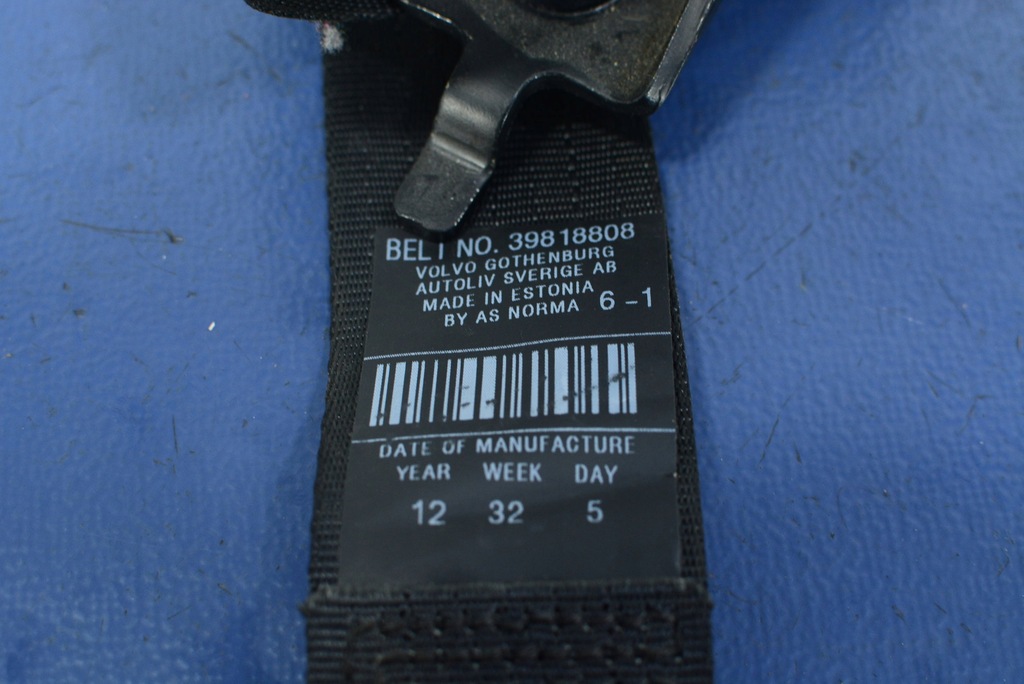 BELT NO. 39818808
VOLVO GOTHENBURG
AUTOLIV SVERIGE AB
MADE IN ESTONIA
BY AS NORMA 6-1
DATE OF MANUFACTURE
YEAR WEEK DAY
12 32 5